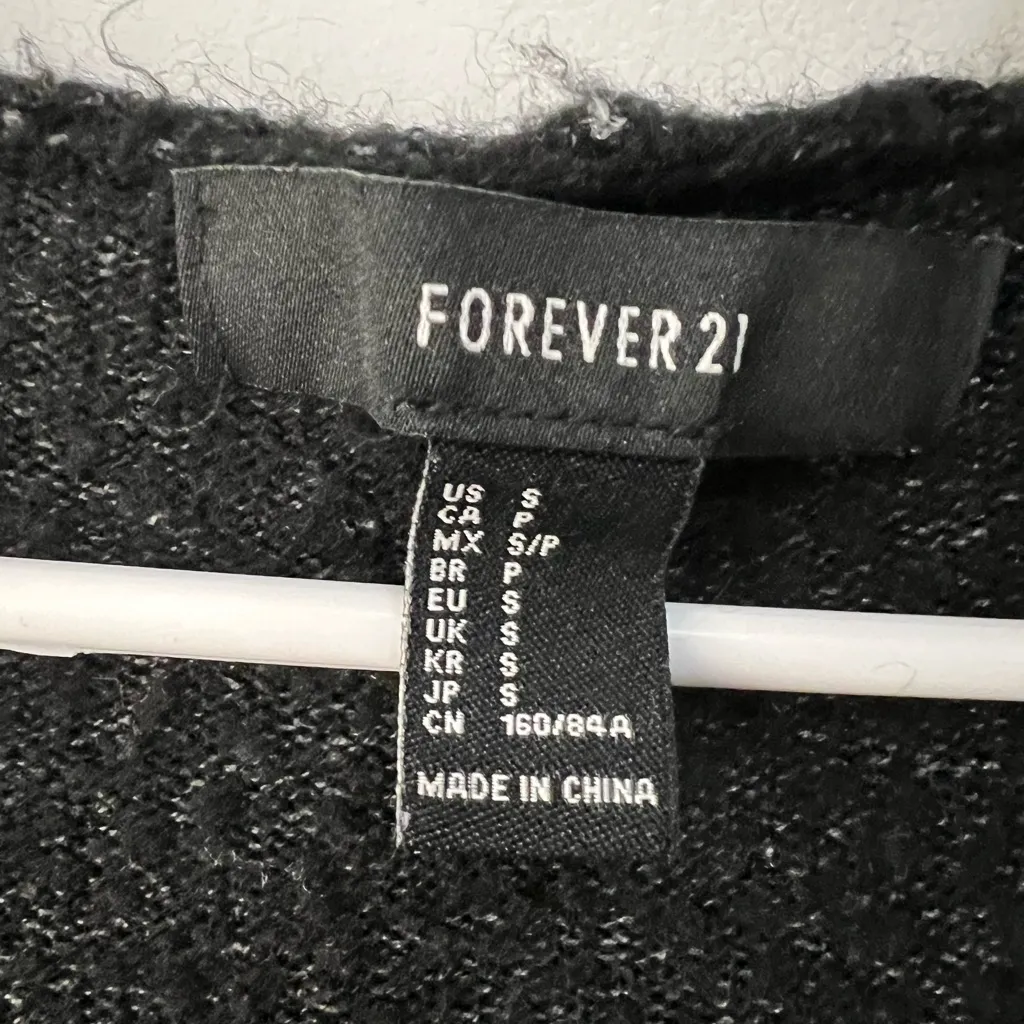 FOREVER 21
US S
CA P
MX S/P
BR P
EU S
UK S
KR S
JP S
CN 160/84A
MADE IN CHINA